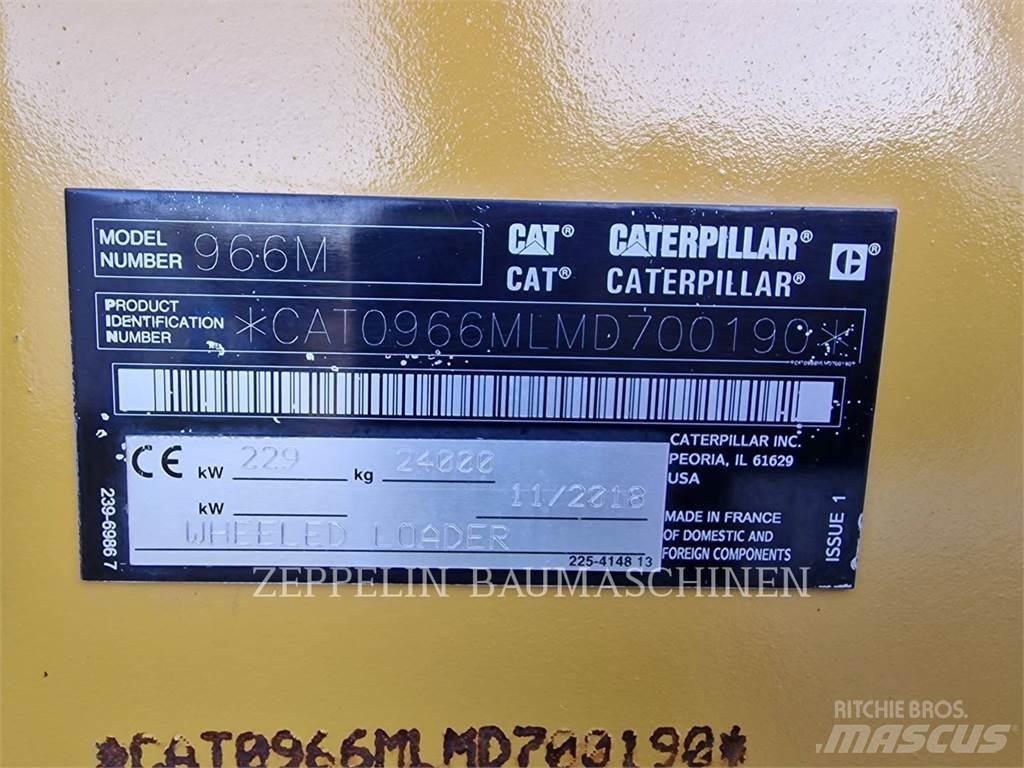 MODEL NUMBER 966M
CAT® CATERPILLAR®
CAT® CATERPILLAR®
PRODUCT IDENTIFICATION NUMBER *CAT0966MLMD700190*
*CAT0966MLMD700190*
CE kW 229 kg 24000
kW 11/2018
WHEELED LOADER
225-4148 13
239-6986 7
CATERPILLAR INC.
PEORIA, IL 61629
USA
MADE IN FRANCE
OF DOMESTIC AND
FOREIGN COMPONENTS
ISSUE 1
ZEPPELIN BAUMASCHINEN
*CAT0966MLMD700190*
RITCHIE BROS.
MASCUS